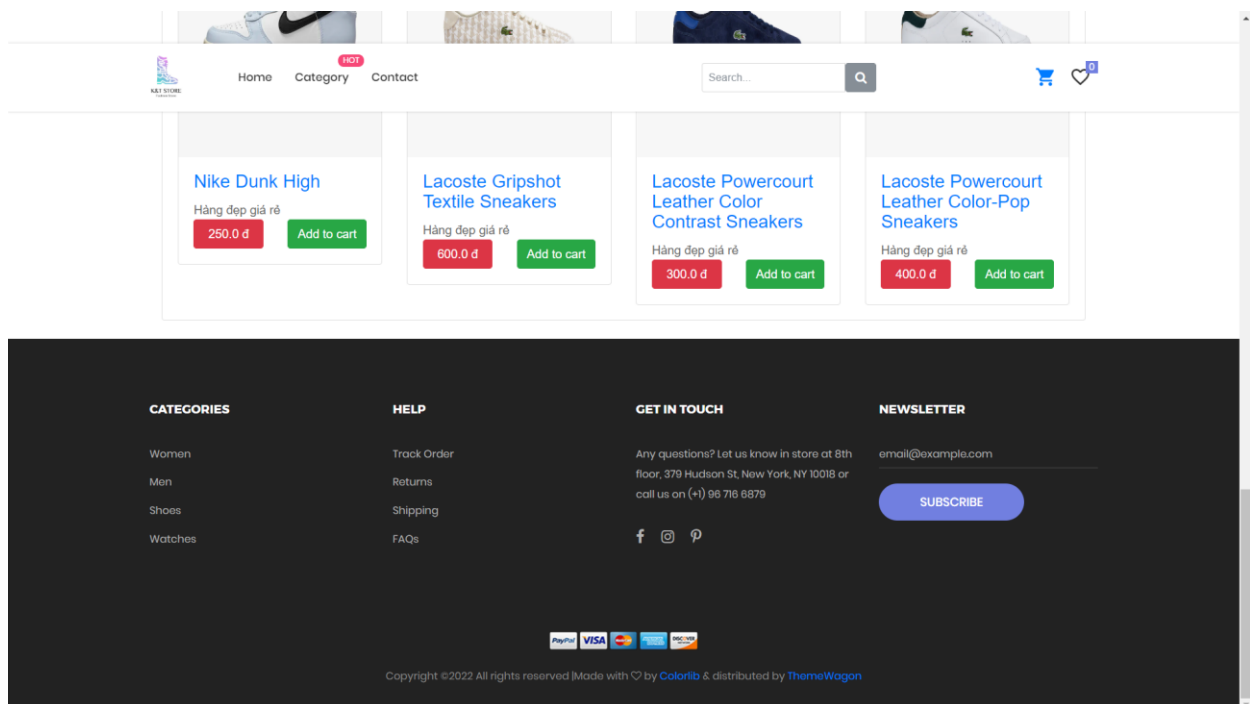 HOT
K&T STORE
Home Category Contact
Search...
0
Nike Dunk High
Hàng đẹp giá rẻ
250.0 đ Add to cart
Lacoste Gripshot
Textile Sneakers
Hàng đẹp giá rẻ
600.0 đ Add to cart
Lacoste Powercourt
Leather Color
Contrast Sneakers
Hàng đẹp giá rẻ
300.0 đ Add to cart
Lacoste Powercourt
Leather Color-Pop
Sneakers
Hàng đẹp giá rẻ
400.0 đ Add to cart
CATEGORIES
Women
Men
Shoes
Watches
HELP
Track Order
Returns
Shipping
FAQs
GET IN TOUCH
Any questions? Let us know in store at 8th
floor, 379 Hudson St, New York, NY 10018 or
call us on (+1) 96 716 6879
NEWSLETTER
email@example.com
SUBSCRIBE
PayPal VISA DISCOVER
Copyright ©2022 All rights reserved |Made with ♡ by Colorlib & distributed by ThemeWagon